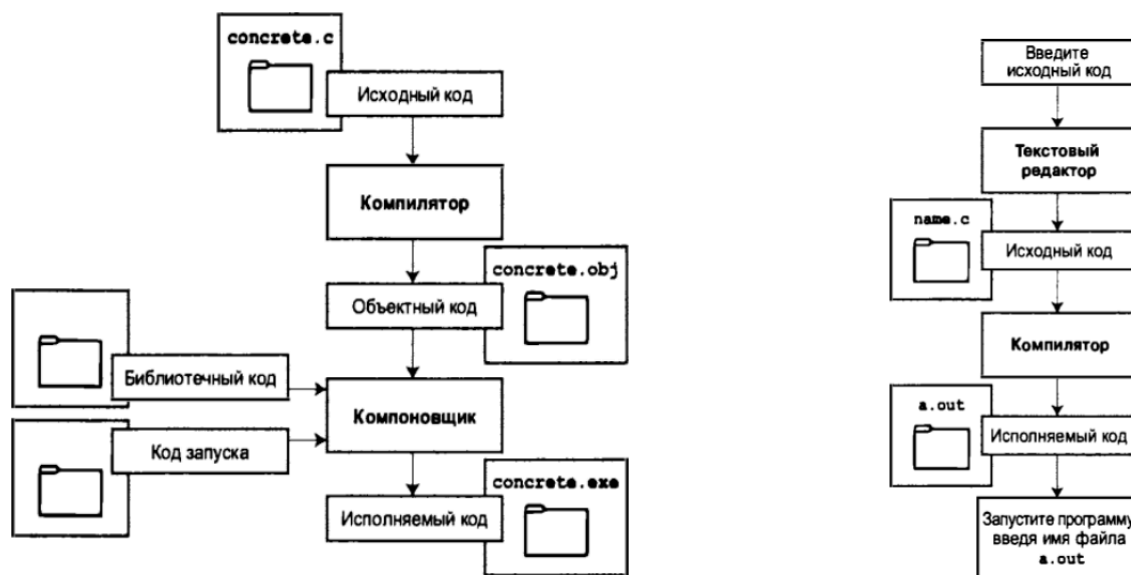 concrete.c
Исходный код
Компилятор
concrete.obj
Объектный код
Библиотечный код
Компоновщик
Код запуска
concrete.exe
Исполняемый код
Введите
исходный код
Текстовый
редактор
name.c
Исходный код
Компилятор
a.out
Исполняемый код
Запустите программу
введя имя файла
a.out